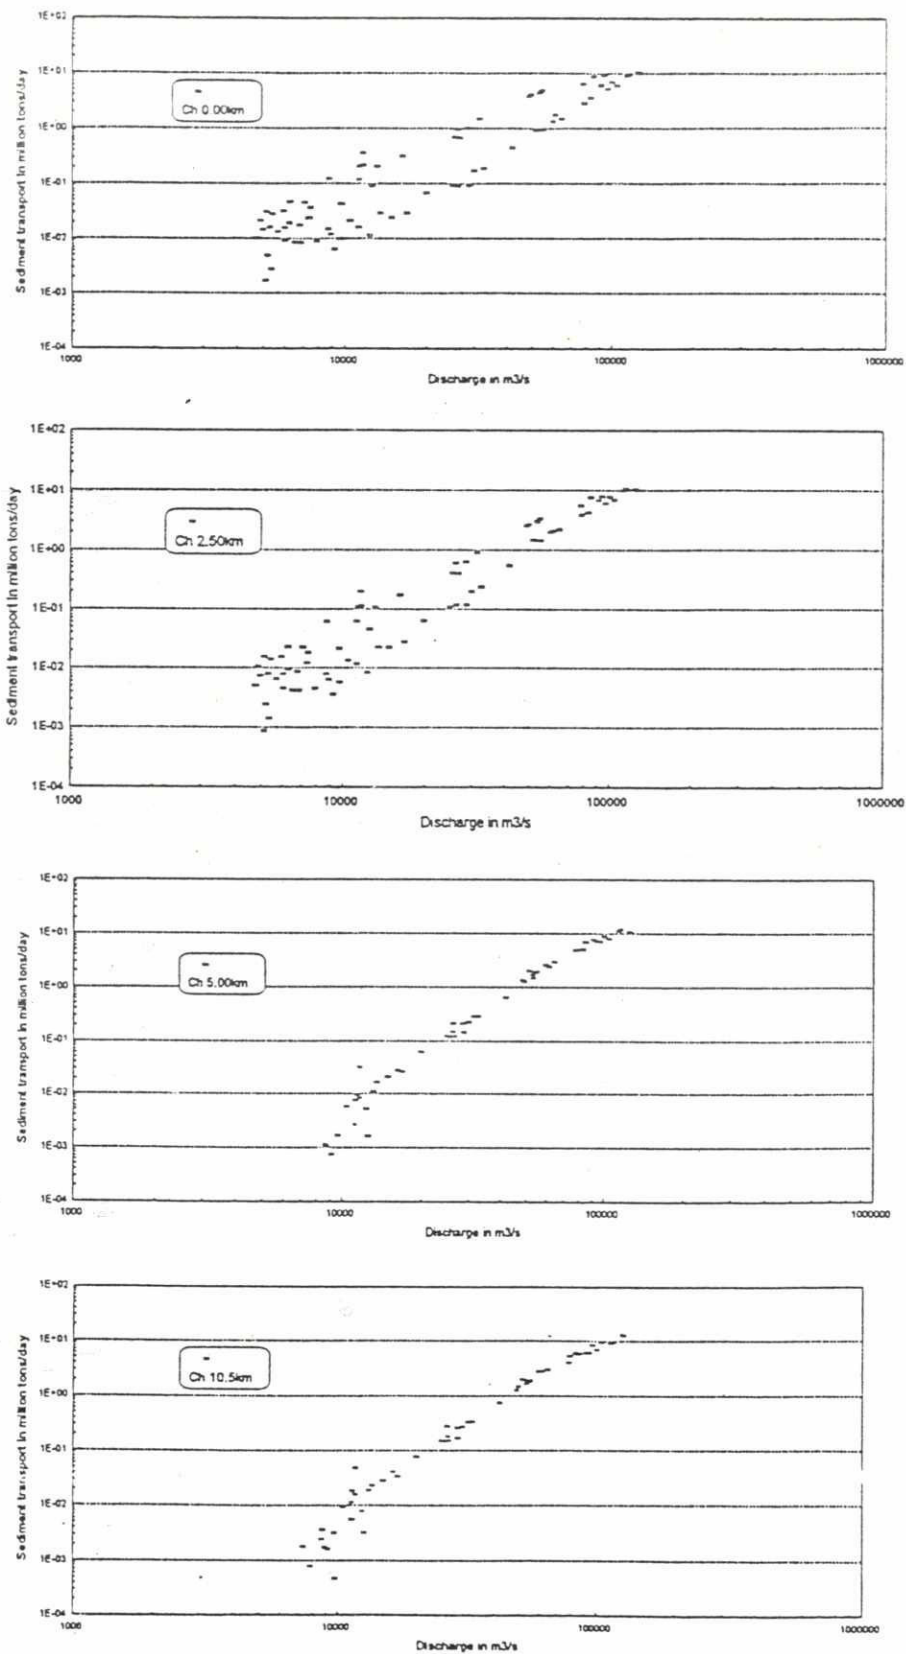 1E+02
1E+01
1E+00
1E-01
1E-02
1E-03
1E-04
Sediment transport in million tons/day
Ch 0.00km
1000
10000
100000
1000000
Discharge in m3/s
1E+02
1E+01
1E+00
1E-01
1E-02
1E-03
1E-04
Sediment transport in million tons/day
Ch 2.50km
1000
10000
100000
1000000
Discharge in m3/s
1E+02
1E+01
1E+00
1E-01
1E-02
1E-03
1E-04
Sediment transport in million tons/day
Ch 5.00km
1000
10000
100000
1000000
Discharge in m3/s
1E+02
1E+01
1E+00
1E-01
1E-02
1E-03
1E-04
Sediment transport in million tons/day
Ch 10.5km
1000
10000
100000
1000000
Discharge in m3/s